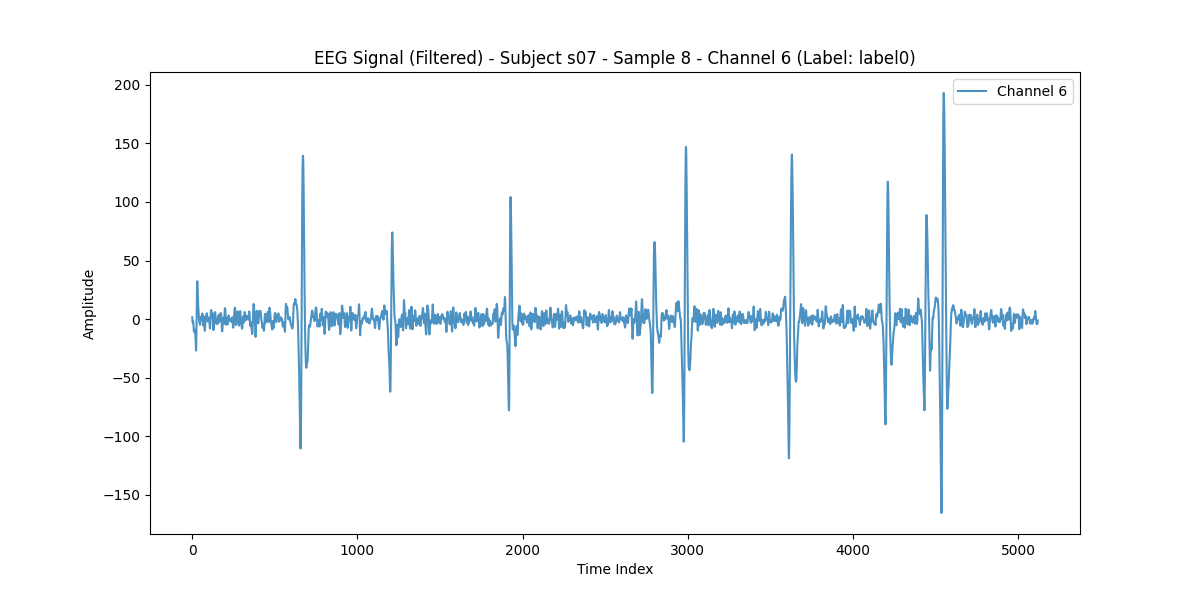 EEG Signal (Filtered) - Subject s07 - Sample 8 - Channel 6 (Label: label0)
Channel 6
200
150
100
50
0
−50
−100
−150
Amplitude
0 1000 2000 3000 4000 5000
Time Index